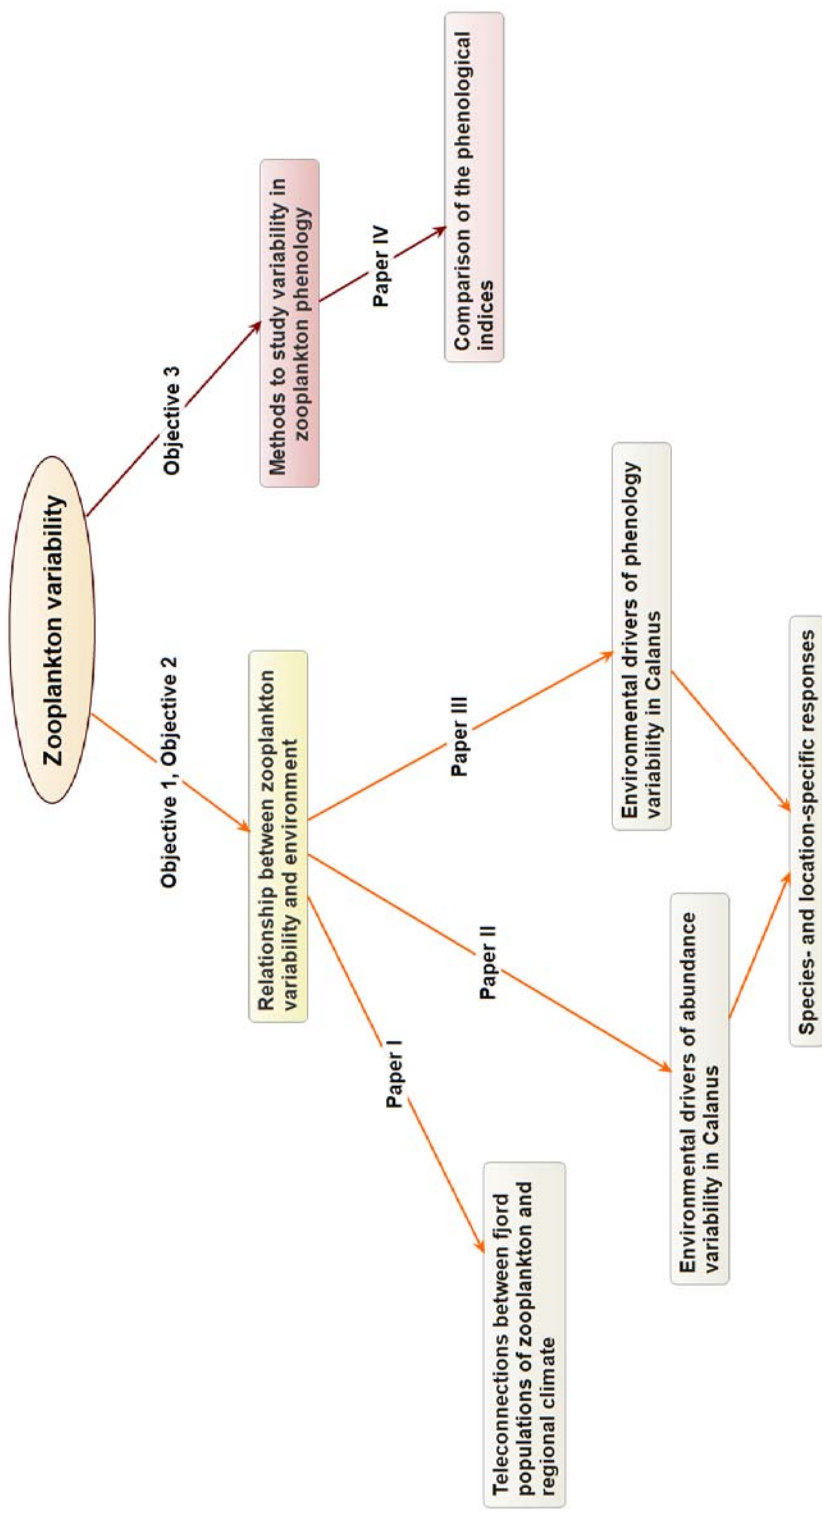 Zooplankton variability
Objective 1, Objective 2
Objective 3
Relationship between zooplankton
variability and environment
Methods to study variability in
zooplankton phenology
Paper I
Paper II
Paper III
Paper IV
Teleconnections between fjord
populations of zooplankton and
regional climate
Environmental drivers of abundance
variability in Calanus
Environmental drivers of phenology
variability in Calanus
Comparison of the phenological
indices
Species- and location-specific responses